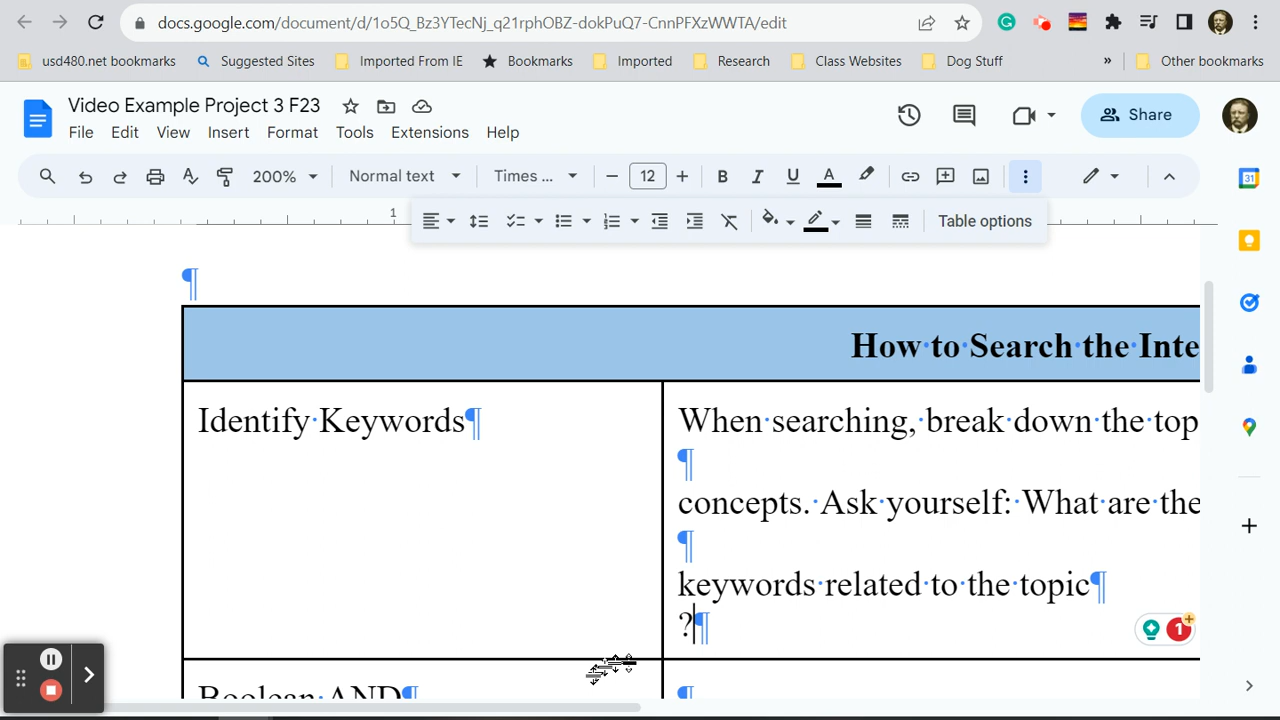 docs.google.com/document/d/1o5Q_Bz3YTecNj_q21rphOBZ-dokPuQ7-CnnPFXzWWTA/edit
usd480.net bookmarks Suggested Sites Imported From IE Bookmarks Imported Research Class Websites Dog Stuff » Other bookmarks
Video Example Project 3 F23
File Edit View Insert Format Tools Extensions Help
Share
200% Normal text Times ... 12 B I U A
Table options
1
31
¶
How·to·Search·the·Inte
Identify·Keywords¶
When·searching,·break·down·the·top
¶
concepts.·Ask·yourself:·What·are·the
¶
keywords·related·to·the·topic¶
?¶
1
Boolean·AND¶
¶